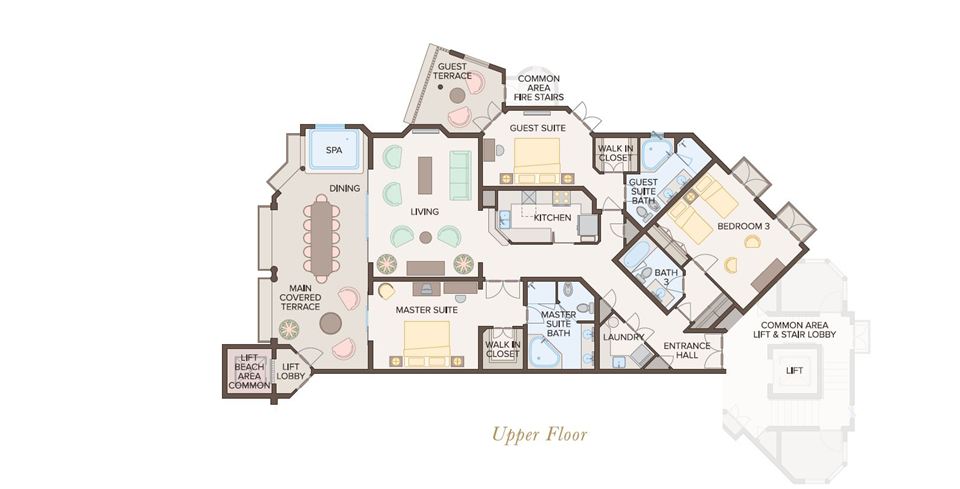 GUEST
TERRACE
COMMON
AREA
FIRE STAIRS
GUEST SUITE
SPA
WALK IN
CLOSET
DINING
GUEST
SUITE
BATH
LIVING
KITCHEN
BEDROOM 3
BATH
3
MAIN
COVERED
TERRACE
MASTER SUITE
MASTER
SUITE
BATH
COMMON AREA
LIFT & STAIR LOBBY
LAUNDRY
WALK IN
CLOSET
ENTRANCE
HALL
LIFT
BEACH
AREA
COMMON
LIFT
LOBBY
LIFT
Upper Floor